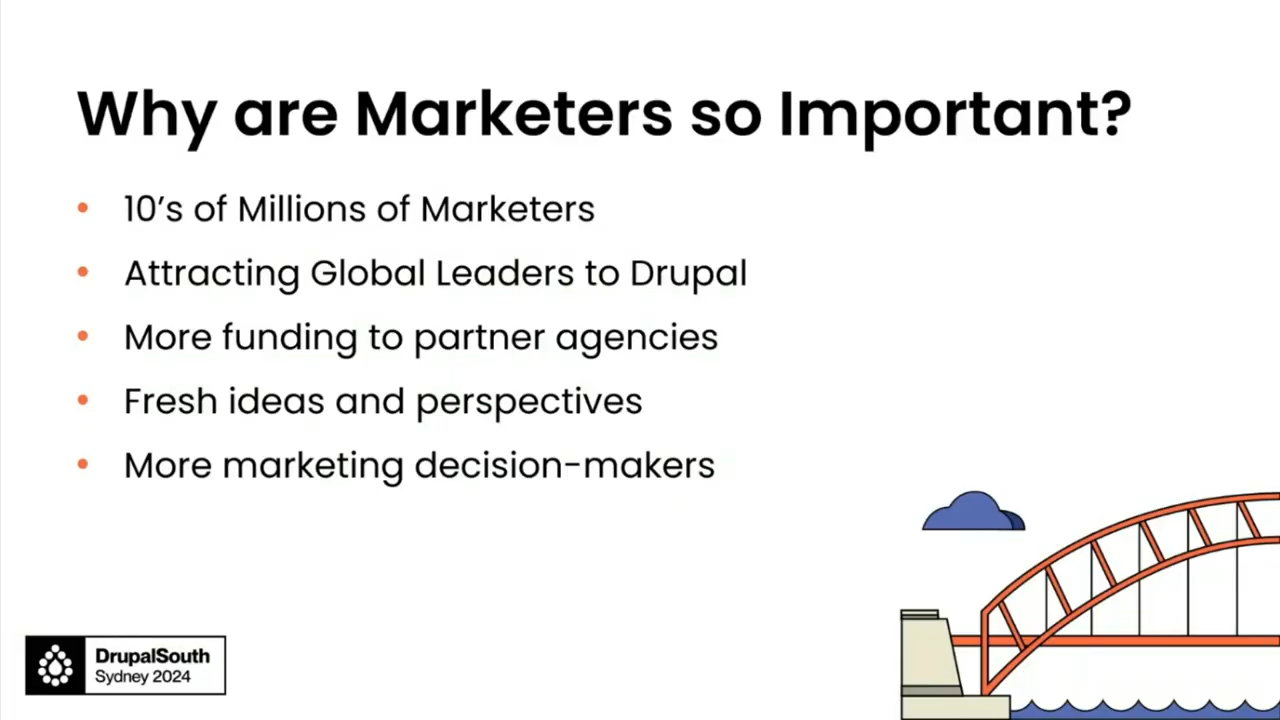 Why are Marketers so Important?
• 10’s of Millions of Marketers
• Attracting Global Leaders to Drupal
• More funding to partner agencies
• Fresh ideas and perspectives
• More marketing decision-makers
DrupalSouth
Sydney 2024